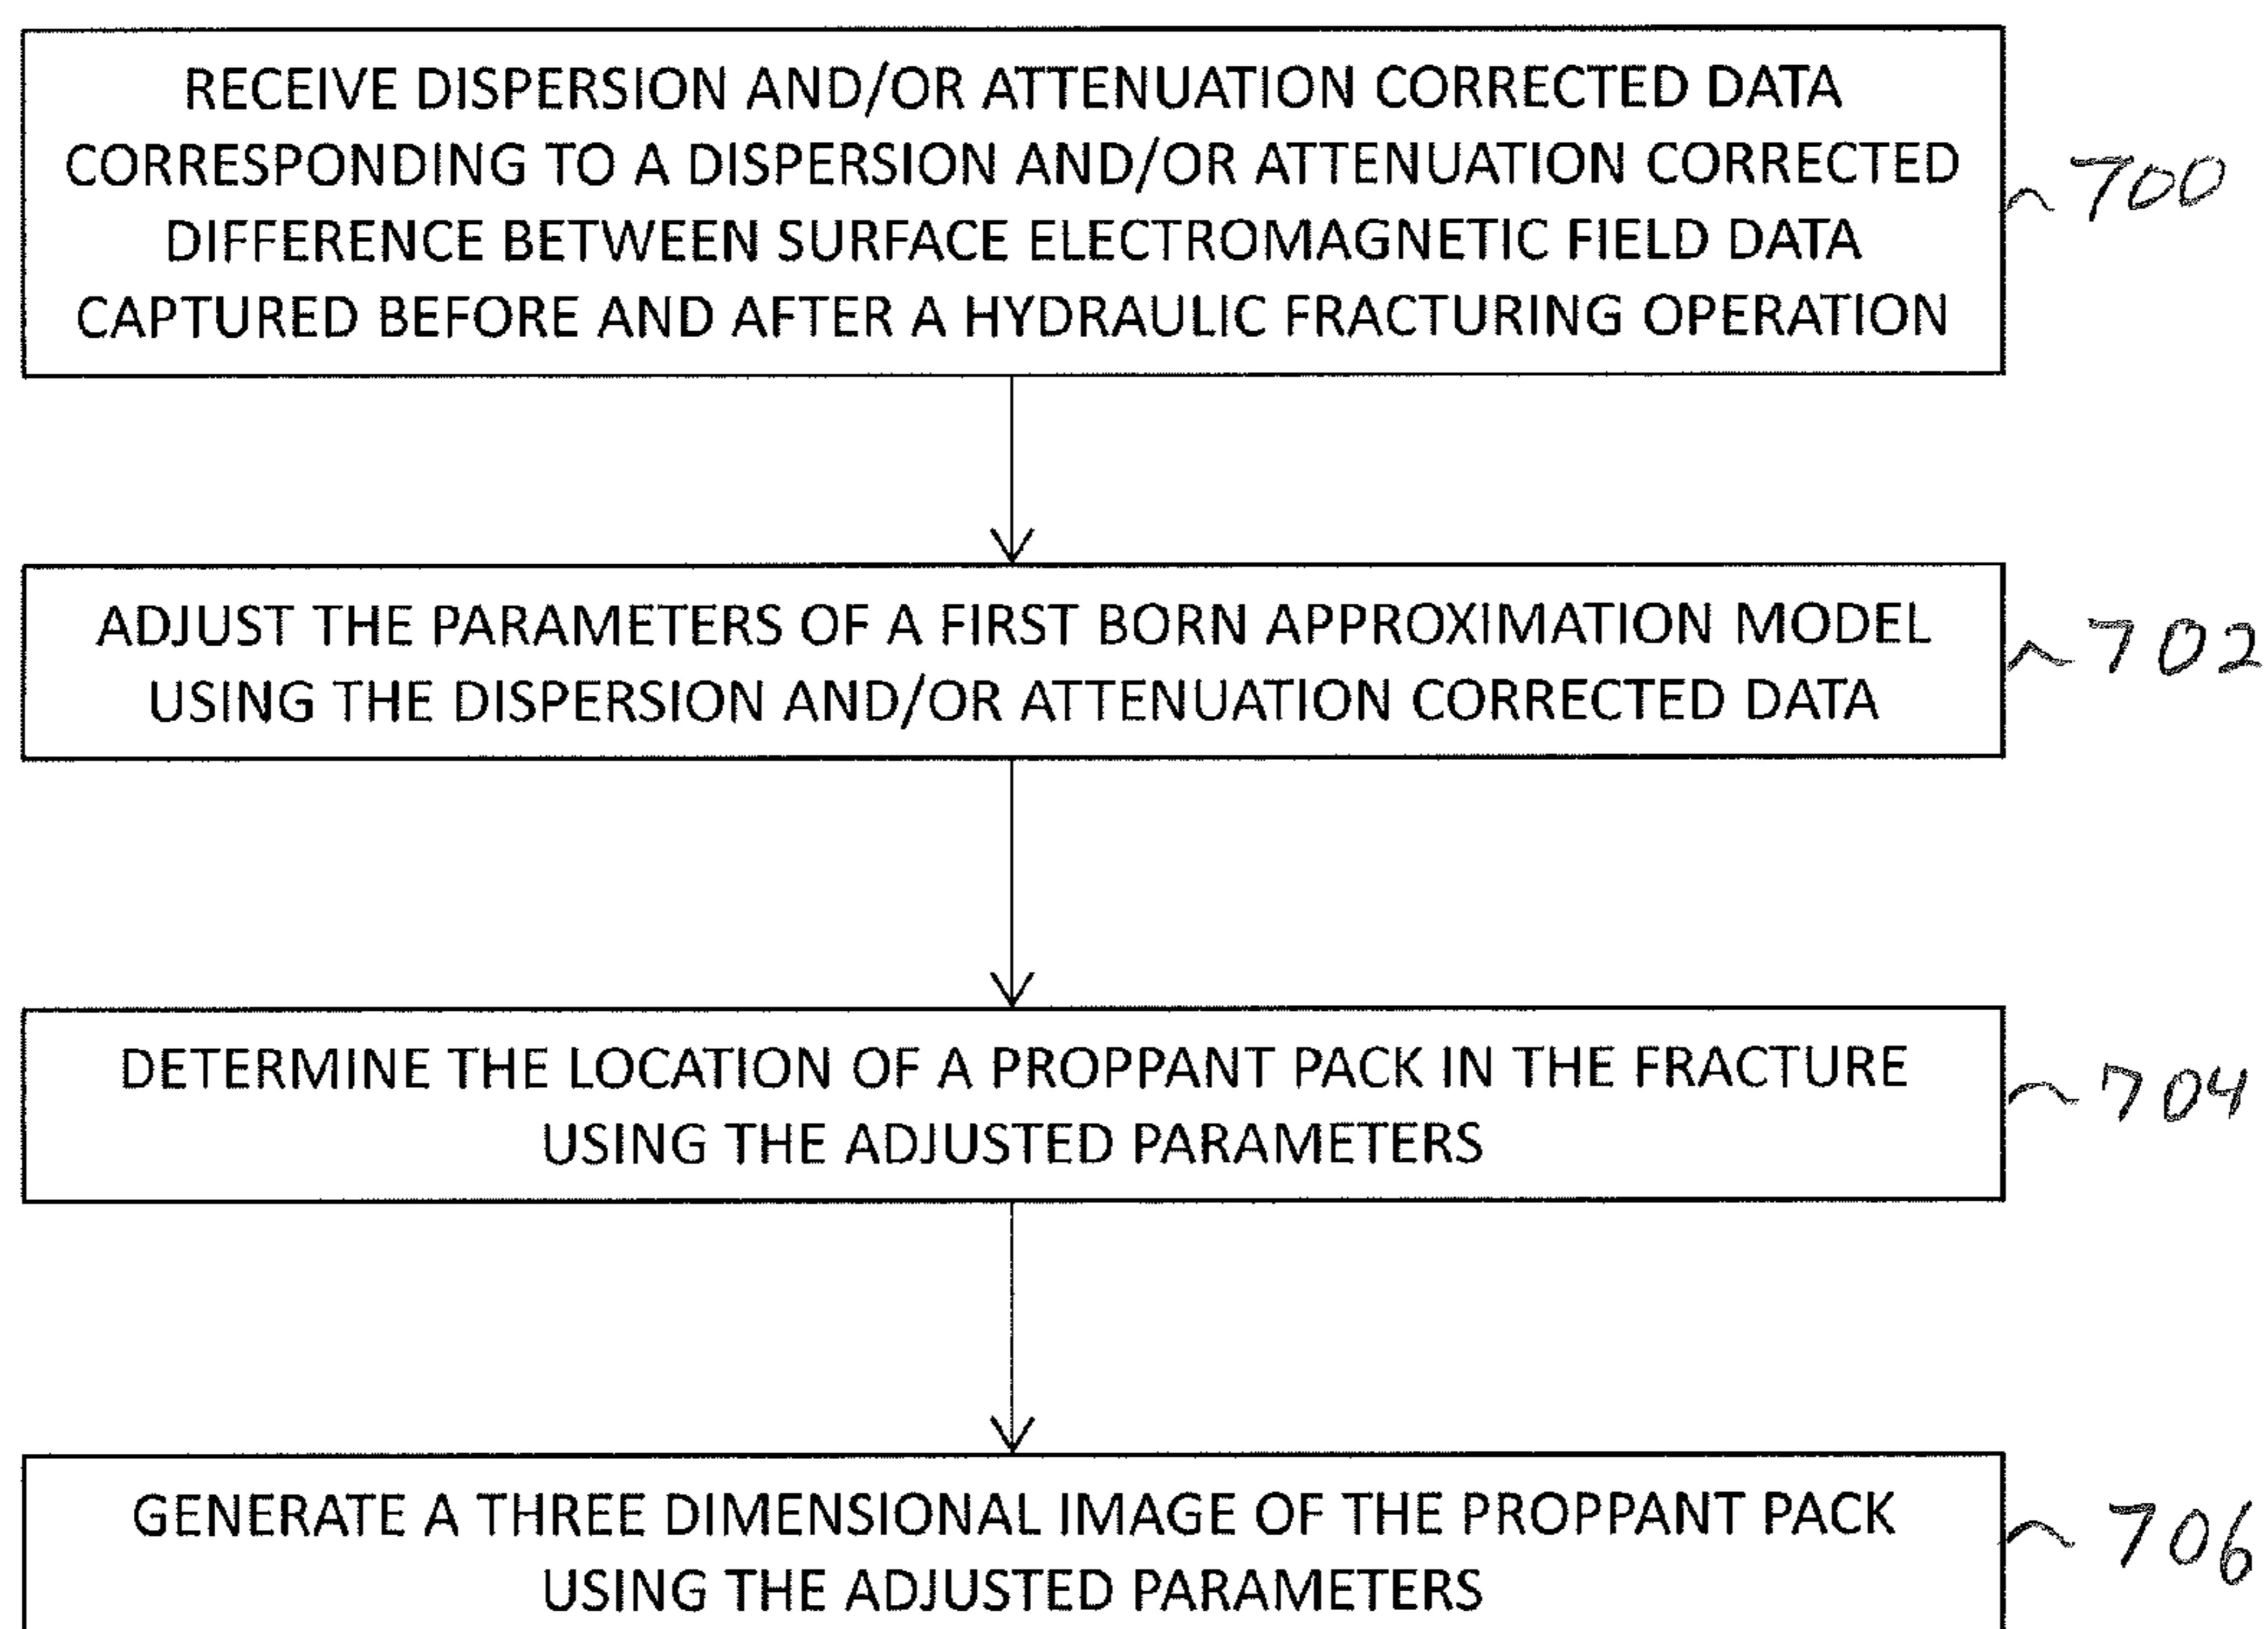 RECEIVE DISPERSION AND/OR ATTENUATION CORRECTED DATA
CORRESPONDING TO A DISPERSION AND/OR ATTENUATION CORRECTED
DIFFERENCE BETWEEN SURFACE ELECTROMAGNETIC FIELD DATA
CAPTURED BEFORE AND AFTER A HYDRAULIC FRACTURING OPERATION
700
ADJUST THE PARAMETERS OF A FIRST BORN APPROXIMATION MODEL
USING THE DISPERSION AND/OR ATTENUATION CORRECTED DATA
702
DETERMINE THE LOCATION OF A PROPPANT PACK IN THE FRACTURE
USING THE ADJUSTED PARAMETERS
704
GENERATE A THREE DIMENSIONAL IMAGE OF THE PROPPANT PACK
USING THE ADJUSTED PARAMETERS
706